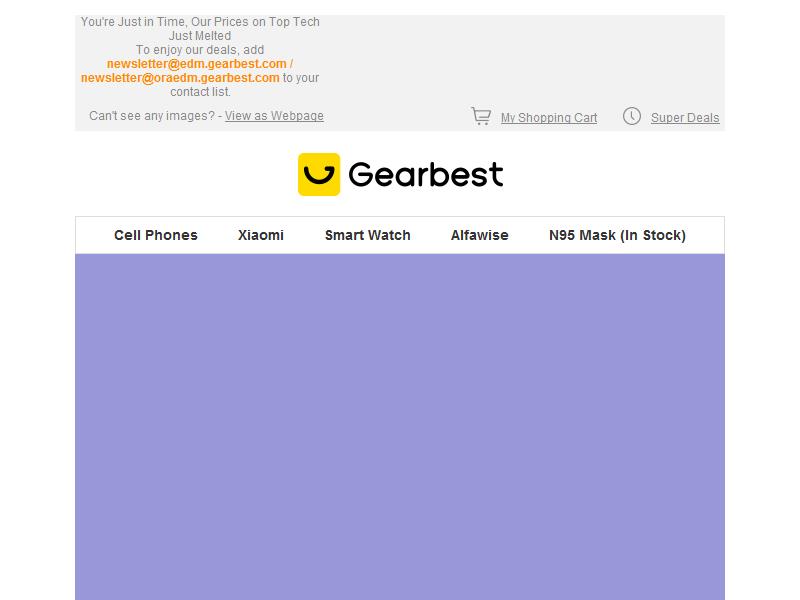 You're Just in Time, Our Prices on Top Tech
Just Melted
To enjoy our deals, add
newsletter@edm.gearbest.com /
newsletter@oraedm.gearbest.com to your
contact list.
Can't see any images? - View as Webpage
My Shopping Cart
Super Deals
Gearbest
Cell Phones
Xiaomi
Smart Watch
Alfawise
N95 Mask (In Stock)